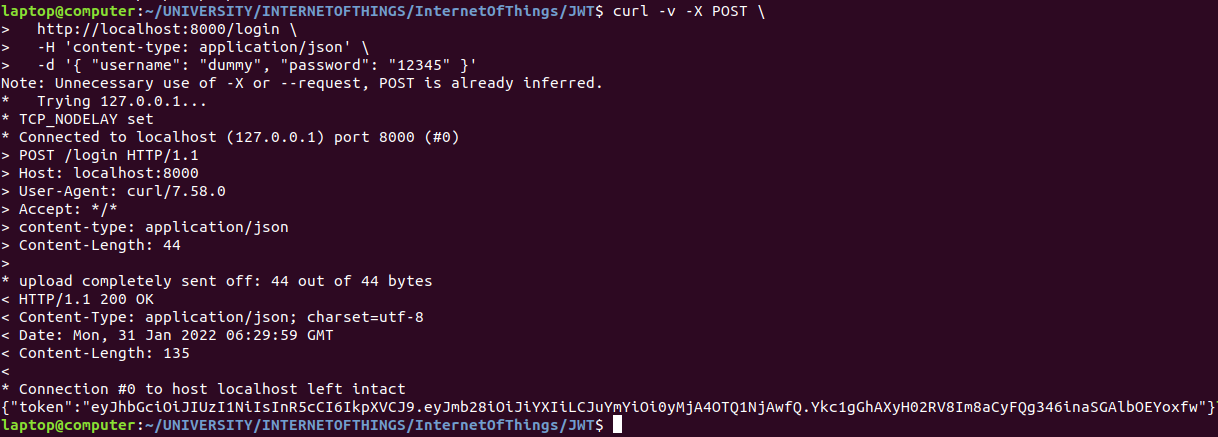 laptop@computer:~/UNIVERSITY/INTERNETOFTHINGS/InternetOfThings/JWT$ curl -v -X POST \
>   http://localhost:8000/login \
>   -H 'content-type: application/json' \
>   -d '{ "username": "dummy", "password": "12345" }'
Note: Unnecessary use of -X or --request, POST is already inferred.
*   Trying 127.0.0.1...
* TCP_NODELAY set
* Connected to localhost (127.0.0.1) port 8000 (#0)
> POST /login HTTP/1.1
> Host: localhost:8000
> User-Agent: curl/7.58.0
> Accept: */*
> content-type: application/json
> Content-Length: 44
>
* upload completely sent off: 44 out of 44 bytes
< HTTP/1.1 200 OK
< Content-Type: application/json; charset=utf-8
< Date: Mon, 31 Jan 2022 06:29:59 GMT
< Content-Length: 135
<
* Connection #0 to host localhost left intact
{"token":"eyJhbGciOiJIUzI1NiIsInR5cCI6IkpXVCJ9.eyJmb28iOiJiYXIiLCJuYmYiOi0yMjA4OTQ1NjAwfQ.Ykc1gGhAXyH02RV8Im8aCyFQg346inaSGAlbOEYoxfw"}
laptop@computer:~/UNIVERSITY/INTERNETOFTHINGS/InternetOfThings/JWT$